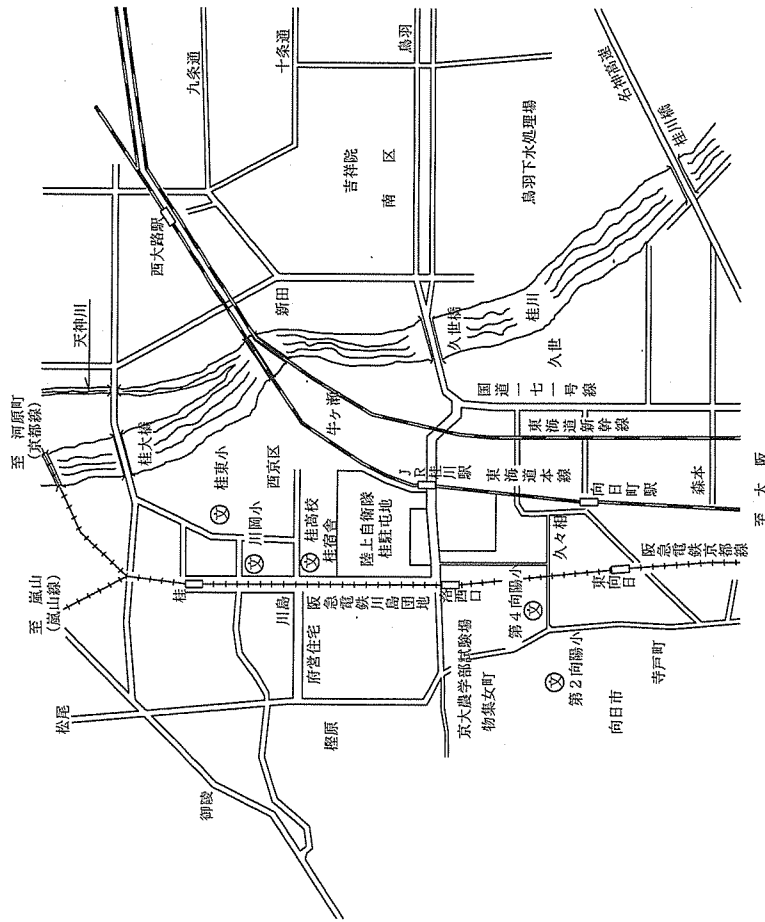 九条通
十条通
鳥羽
名神高速
桂川橋
吉祥院
南区
鳥羽下水処理場
西大路駅
天神川
新田
至 河原町
(京都線)
桂大橋
久世橋
桂川
久世
国道一七一号線
牛ケ瀬
東海道新幹線
桂東小
西京区
JR桂川駅
東海道本線
向日町駅
森本
至大阪
川岡小
桂高校
桂宿舎
陸上自衛隊
桂駐屯地
久々相
至 嵐山
(嵐山線)
桂
川島
阪急電鉄川島団地
洛西口
第4向陽小
東向日
阪急電鉄京都線
府営住宅
京大農学部試験場
物集女町
第2向陽小
寺戸町
向日市
松尾
樫原
御陵
文
文
文
文
文